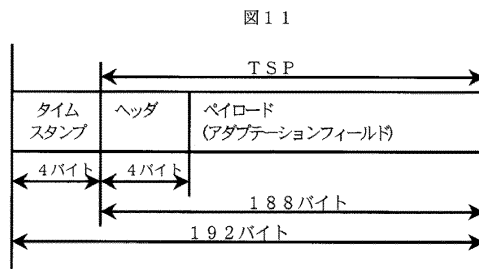 図１１
ＴＳＰ
タイム
スタンプ
ヘッダ
ペイロード
(アダプテーションフィールド)
４バイト
４バイト
１８８バイト
１９２バイト